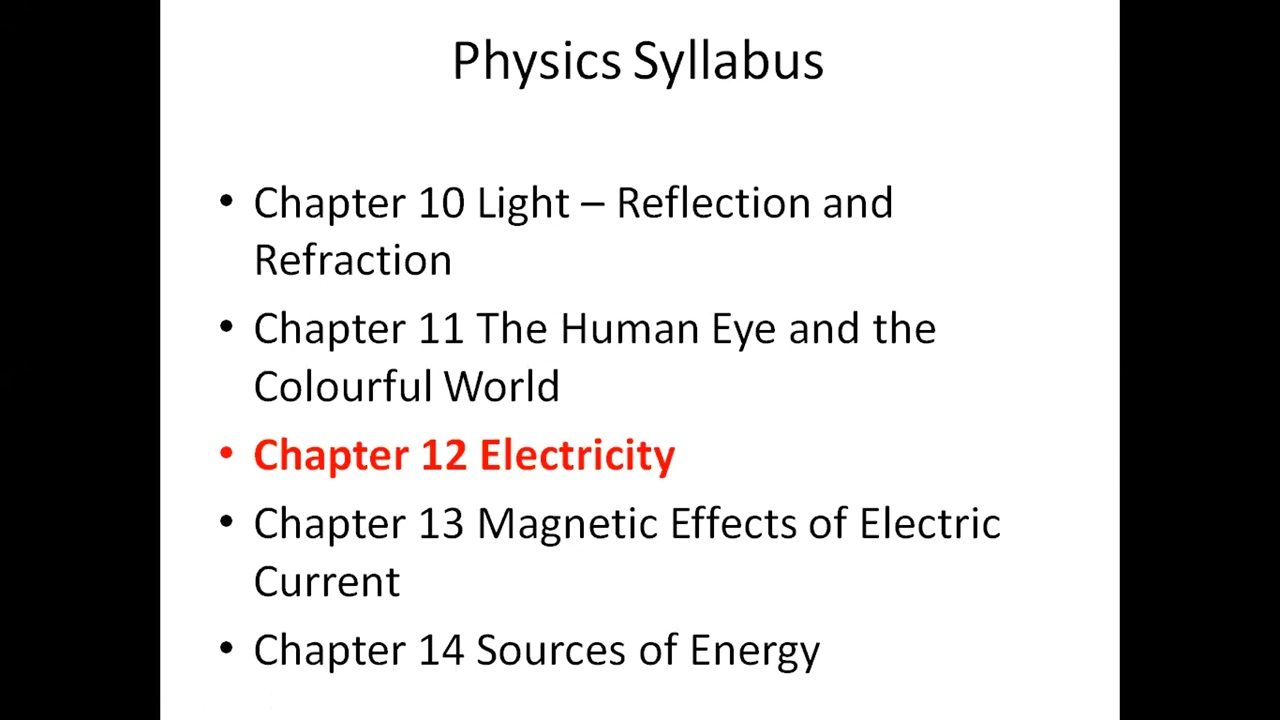 Physics Syllabus
• Chapter 10 Light – Reflection and
Refraction
• Chapter 11 The Human Eye and the
Colourful World
• Chapter 12 Electricity
• Chapter 13 Magnetic Effects of Electric
Current
• Chapter 14 Sources of Energy